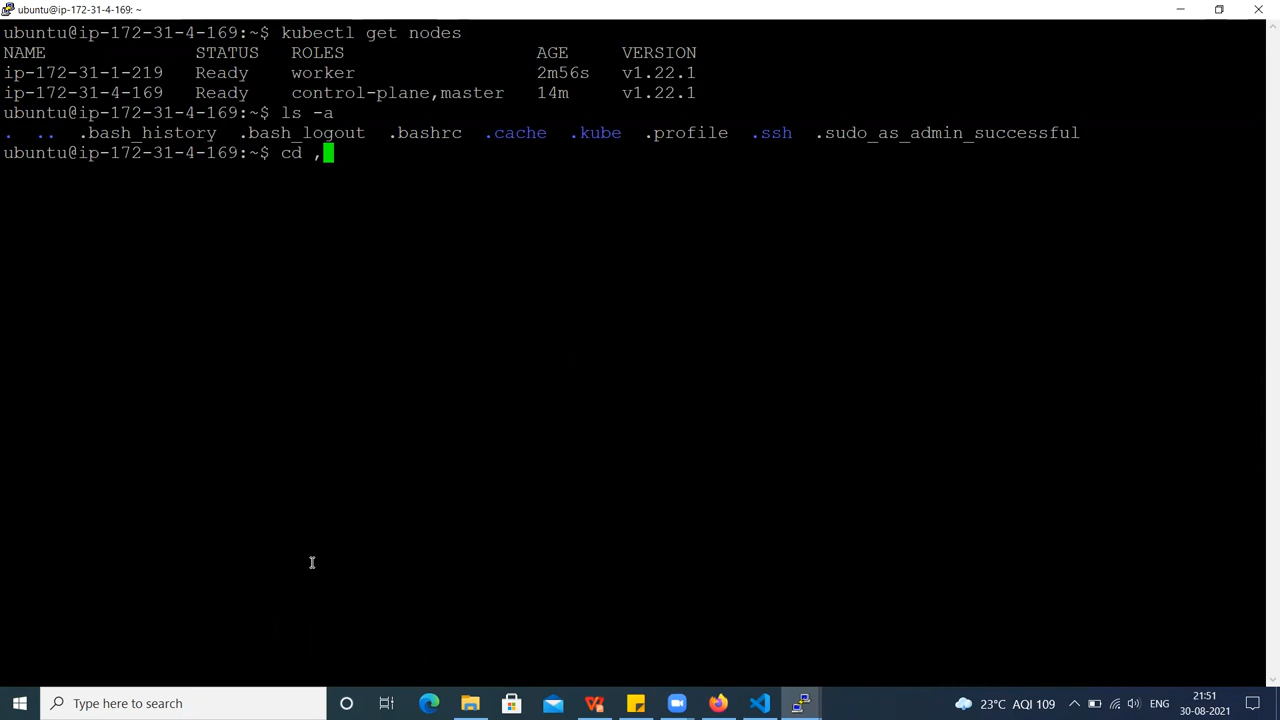 ubuntu@ip-172-31-4-169: ~
ubuntu@ip-172-31-4-169:~$ kubectl get nodes
NAME STATUS ROLES AGE VERSION
ip-172-31-1-219 Ready worker 2m56s v1.22.1
ip-172-31-4-169 Ready control-plane,master 14m v1.22.1
ubuntu@ip-172-31-4-169:~$ ls -a
. .. .bash_history .bash_logout .bashrc .cache .kube .profile .ssh .sudo_as_admin_successful
ubuntu@ip-172-31-4-169:~$ cd ,
Type here to search
23°C AQI 109
ENG
21:51
30-08-2021